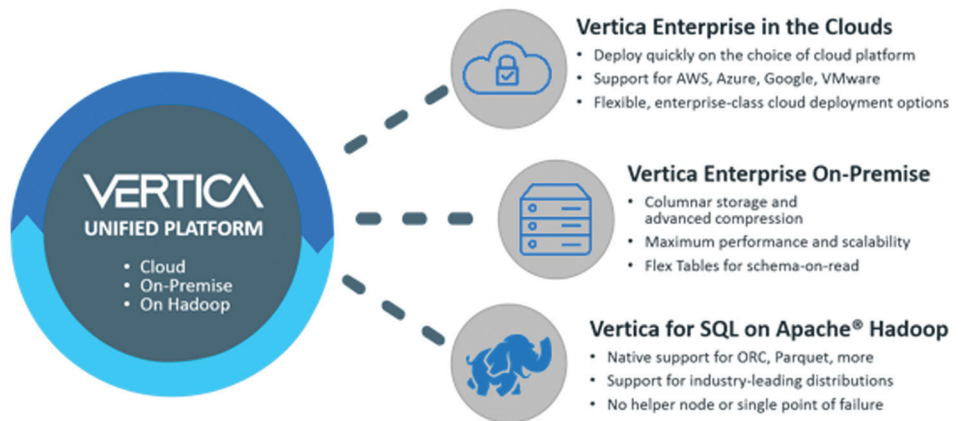 VERTICA
UNIFIED PLATFORM
• Cloud
• On-Premise
• On Hadoop
Vertica Enterprise in the Clouds
• Deploy quickly on the choice of cloud platform
• Support for AWS, Azure, Google, VMware
• Flexible, enterprise-class cloud deployment options
Vertica Enterprise On-Premise
• Columnar storage and
advanced compression
• Maximum performance and scalability
• Flex Tables for schema-on-read
Vertica for SQL on Apache® Hadoop
• Native support for ORC, Parquet, more
• Support for industry-leading distributions
• No helper node or single point of failure